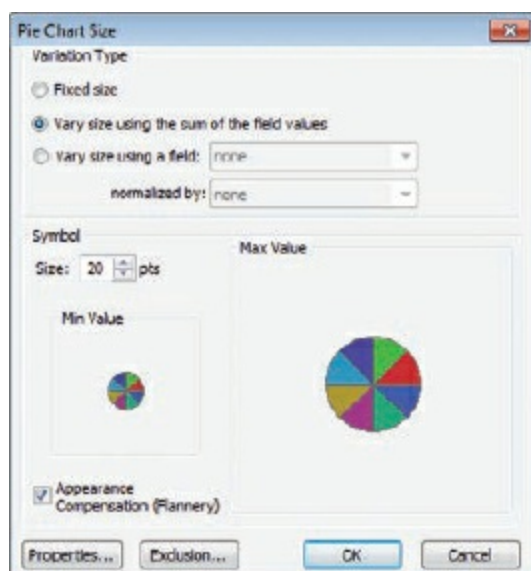 Pie Chart Size
Variation Type
Fixed size
Vary size using the sum of the field values
Vary size using a field: none
normalized by: none
Symbol
Size: 20 pts
Max Value
Min Value
Appearance
Compensation (Flannery)
Properties... Exclusion... OK Cancel